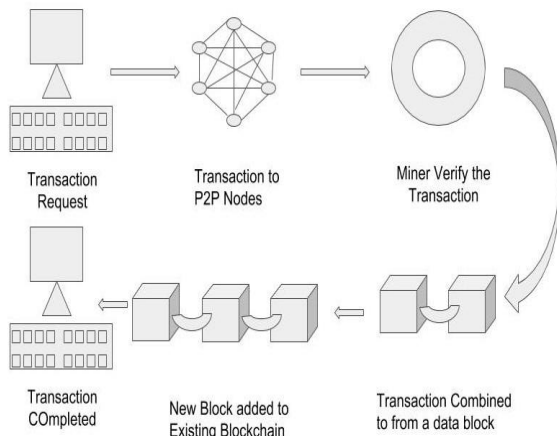 Transaction
Request
Transaction to
P2P Nodes
Miner Verify the
Transaction
Transaction
COmpleted
New Block added to
Existing Blockchain
Transaction Combined
to from a data block